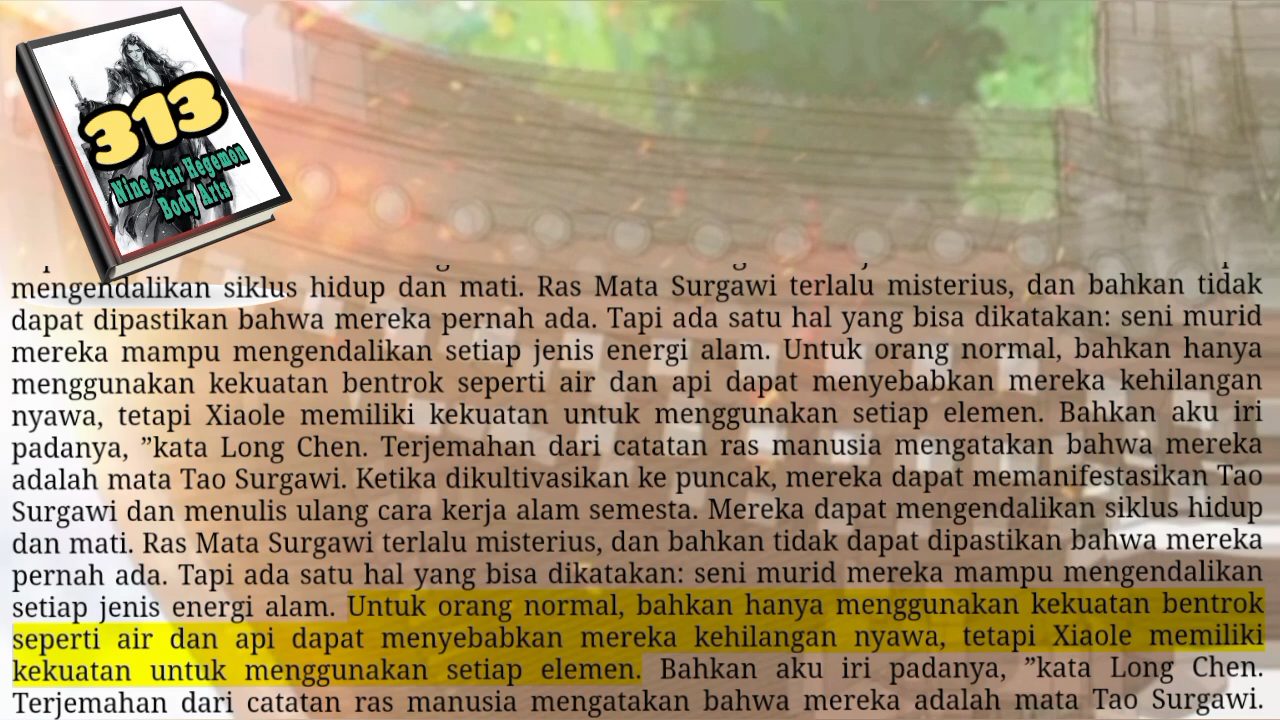 313
Nine Star Hegemon
Body Arts
mengendalikan siklus hidup dan mati. Ras Mata Surgawi terlalu misterius, dan bahkan tidak
dapat dipastikan bahwa mereka pernah ada. Tapi ada satu hal yang bisa dikatakan: seni murid
mereka mampu mengendalikan setiap jenis energi alam. Untuk orang normal, bahkan hanya
menggunakan kekuatan bentrok seperti air dan api dapat menyebabkan mereka kehilangan
nyawa, tetapi Xiaole memiliki kekuatan untuk menggunakan setiap elemen. Bahkan aku iri
padanya, ”kata Long Chen. Terjemahan dari catatan ras manusia mengatakan bahwa mereka
adalah mata Tao Surgawi. Ketika dikultivasikan ke puncak, mereka dapat memanifestasikan Tao
Surgawi dan menulis ulang cara kerja alam semesta. Mereka dapat mengendalikan siklus hidup
dan mati. Ras Mata Surgawi terlalu misterius, dan bahkan tidak dapat dipastikan bahwa mereka
pernah ada. Tapi ada satu hal yang bisa dikatakan: seni murid mereka mampu mengendalikan
setiap jenis energi alam. Untuk orang normal, bahkan hanya menggunakan kekuatan bentrok
seperti air dan api dapat menyebabkan mereka kehilangan nyawa, tetapi Xiaole memiliki
kekuatan untuk menggunakan setiap elemen. Bahkan aku iri padanya, ”kata Long Chen.
Terjemahan dari catatan ras manusia mengatakan bahwa mereka adalah mata Tao Surgawi.